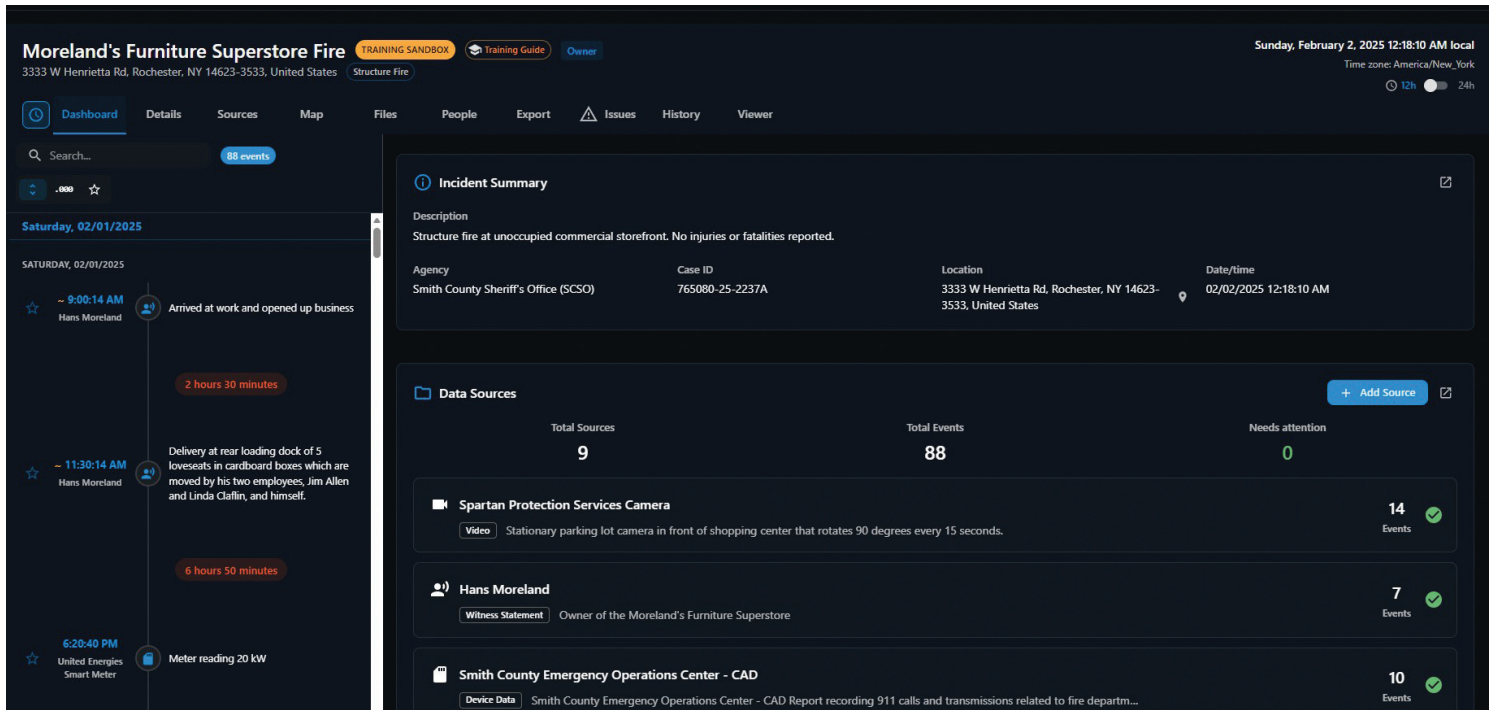 Moreland's Furniture Superstore Fire TRAINING SANDBOX Training Guide Owner
3333 W Henrietta Rd, Rochester, NY 14623-3533, United States Structure Fire
Sunday, February 2, 2025 12:18:10 AM local
Time zone: America/New_York
12h 24h
Dashboard Details Sources Map Files People Export Issues History Viewer
Search... 88 events
.000
Saturday, 02/01/2025
SATURDAY, 02/01/2025
~ 9:00:14 AM
Hans Moreland
Arrived at work and opened up business
2 hours 30 minutes
~ 11:30:14 AM
Hans Moreland
Delivery at rear loading dock of 5
loveseats in cardboard boxes which are
moved by his two employees, Jim Allen
and Linda Claflin, and himself.
6 hours 50 minutes
6:20:40 PM
United Energies
Smart Meter
Meter reading 20 kW
Incident Summary
Description
Structure fire at unoccupied commercial storefront. No injuries or fatalities reported.
Agency
Smith County Sheriff's Office (SCSO)
Case ID
765080-25-2237A
Location
3333 W Henrietta Rd, Rochester, NY 14623-
3533, United States
Date/time
02/02/2025 12:18:10 AM
Data Sources
+ Add Source
Total Sources
9
Total Events
88
Needs attention
0
Spartan Protection Services Camera
Video Stationary parking lot camera in front of shopping center that rotates 90 degrees every 15 seconds.
14
Events
Hans Moreland
Witness Statement Owner of the Moreland's Furniture Superstore
7
Events
Smith County Emergency Operations Center - CAD
Device Data Smith County Emergency Operations Center - CAD Report recording 911 calls and transmissions related to fire departm...
10
Events